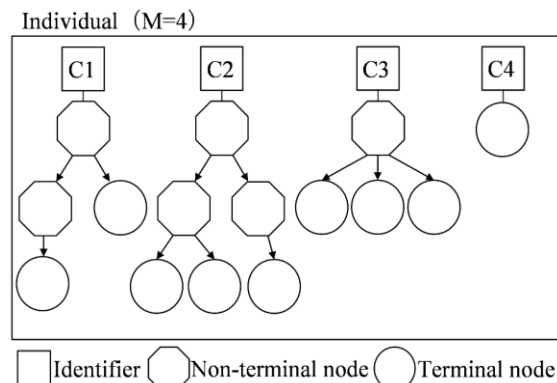 Individual (M=4)
C1 C2 C3 C4
Identifier Non-terminal node Terminal node